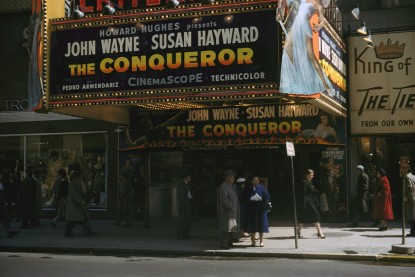 HOWARD HUGHES presents
JOHN WAYNE · SUSAN HAYWARD
THE CONQUEROR
CINEMASCOPE · TECHNICOLOR
PEDRO ARMENDARIZ
JOHN WAYNE · SUSAN HAYWARD
THE CONQUEROR
King of
THE TIE
FROM OUR OWN